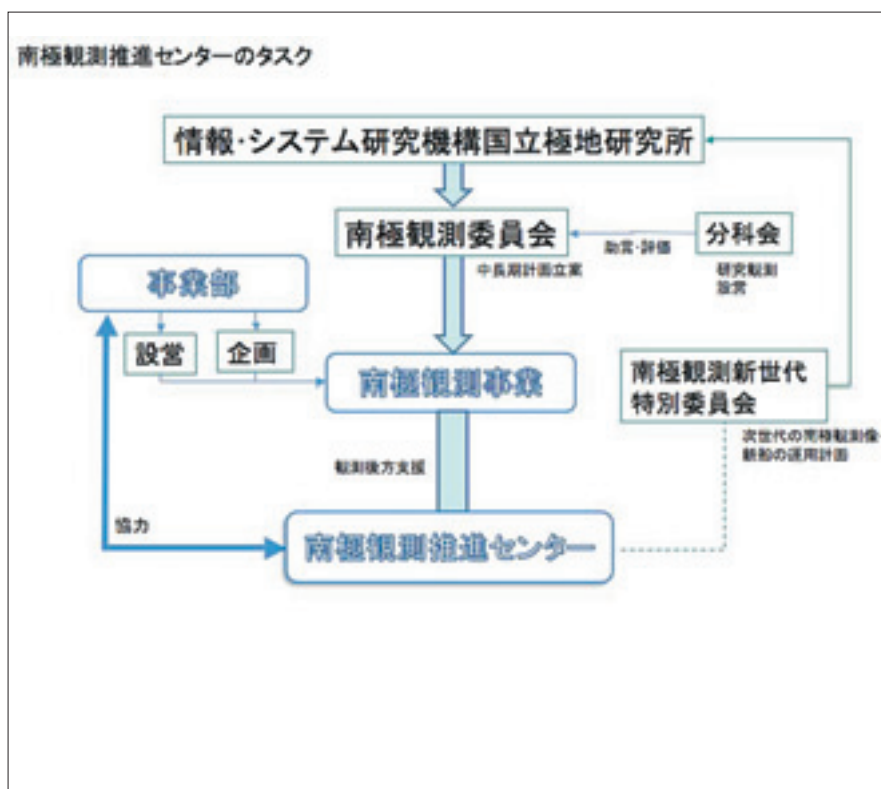 南極観測推進センターのタスク
情報・システム研究機構国立極地研究所
南極観測委員会
助言・評価
分科会
中長期計画立案
研究観測
設営
事業部
設営
企画
南極観測事業
南極観測新世代
特別委員会
次世代の南極観測像・
新船の運用計画
観測後方支援
協力
南極観測推進センター